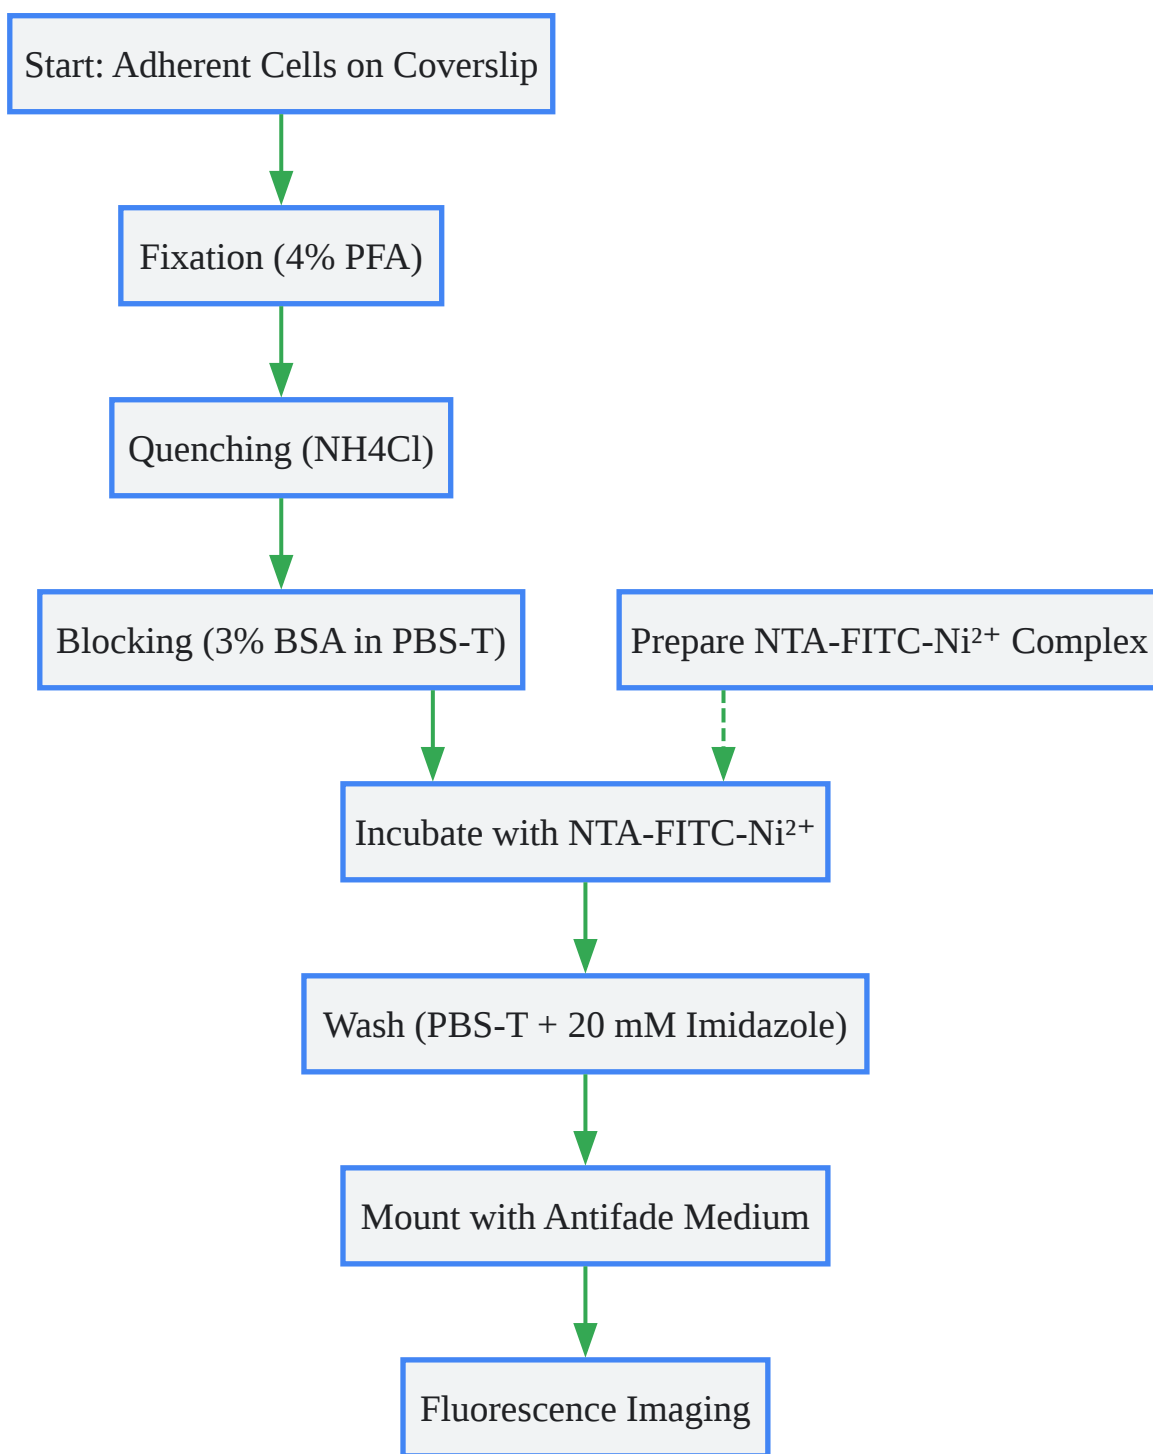 Start: Adherent Cells on Coverslip
Fixation (4% PFA)
Quenching (NH4Cl)
Blocking (3% BSA in PBS-T)
Prepare NTA-FITC-Ni²⁺ Complex
Incubate with NTA-FITC-Ni²⁺
Wash (PBS-T + 20 mM Imidazole)
Mount with Antifade Medium
Fluorescence Imaging